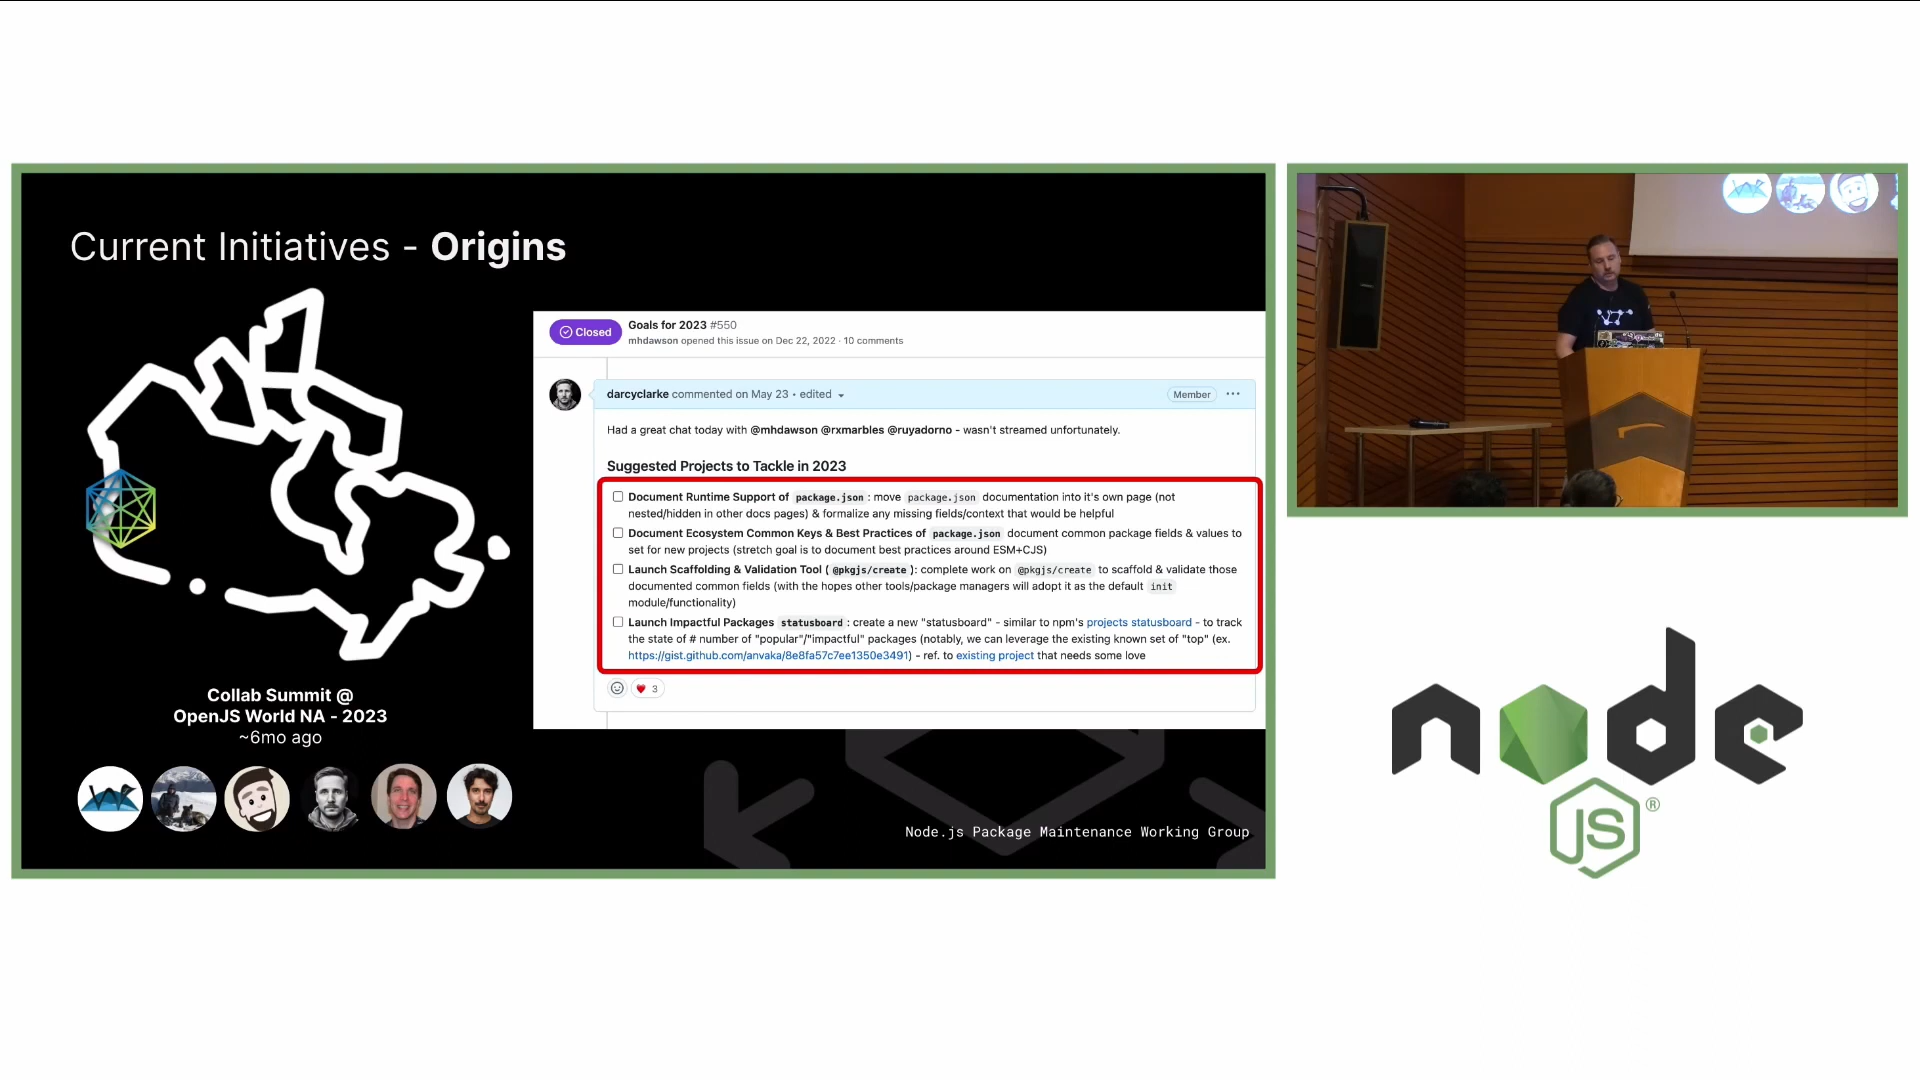 Current Initiatives - Origins
Closed
Goals for 2023 #550
mhdawson opened this issue on Dec 22, 2022 · 10 comments
darcyclarke commented on May 23 • edited
Member
Had a great chat today with @mhdawson @rxmarbles @ruyadorno - wasn't streamed unfortunately.
Suggested Projects to Tackle in 2023
Document Runtime Support of package.json : move package.json documentation into it's own page (not
nested/hidden in other docs pages) & formalize any missing fields/context that would be helpful
Document Ecosystem Common Keys & Best Practices of package.json document common package fields & values to
set for new projects (stretch goal is to document best practices around ESM+CJS)
Launch Scaffolding & Validation Tool ( @pkgjs/create ): complete work on @pkgjs/create to scaffold & validate those
documented common fields (with the hopes other tools/package managers will adopt it as the default init
module/functionality)
Launch Impactful Packages statusboard : create a new "statusboard" - similar to npm's projects statusboard - to track
the state of # number of "popular"/"impactful" packages (notably, we can leverage the existing known set of "top" (ex.
https://gist.github.com/anvaka/8e8fa57c7ee1350e3491) - ref. to existing project that needs some love
3
Collab Summit @
OpenJS World NA - 2023
~6mo ago
Node.js Package Maintenance Working Group
node
JS®